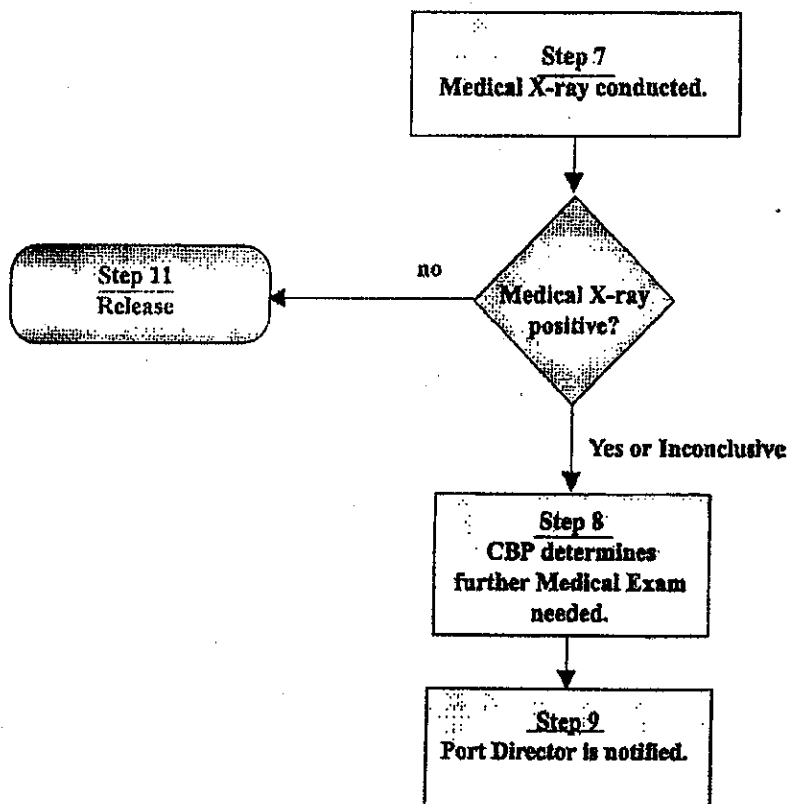 Step 7
Medical X-ray conducted.
Step 11
Release
no
Medical X-ray
positive?
Yes or Inconclusive
Step 8
CBP determines
further Medical Exam
needed.
Step 9
Port Director is notified.